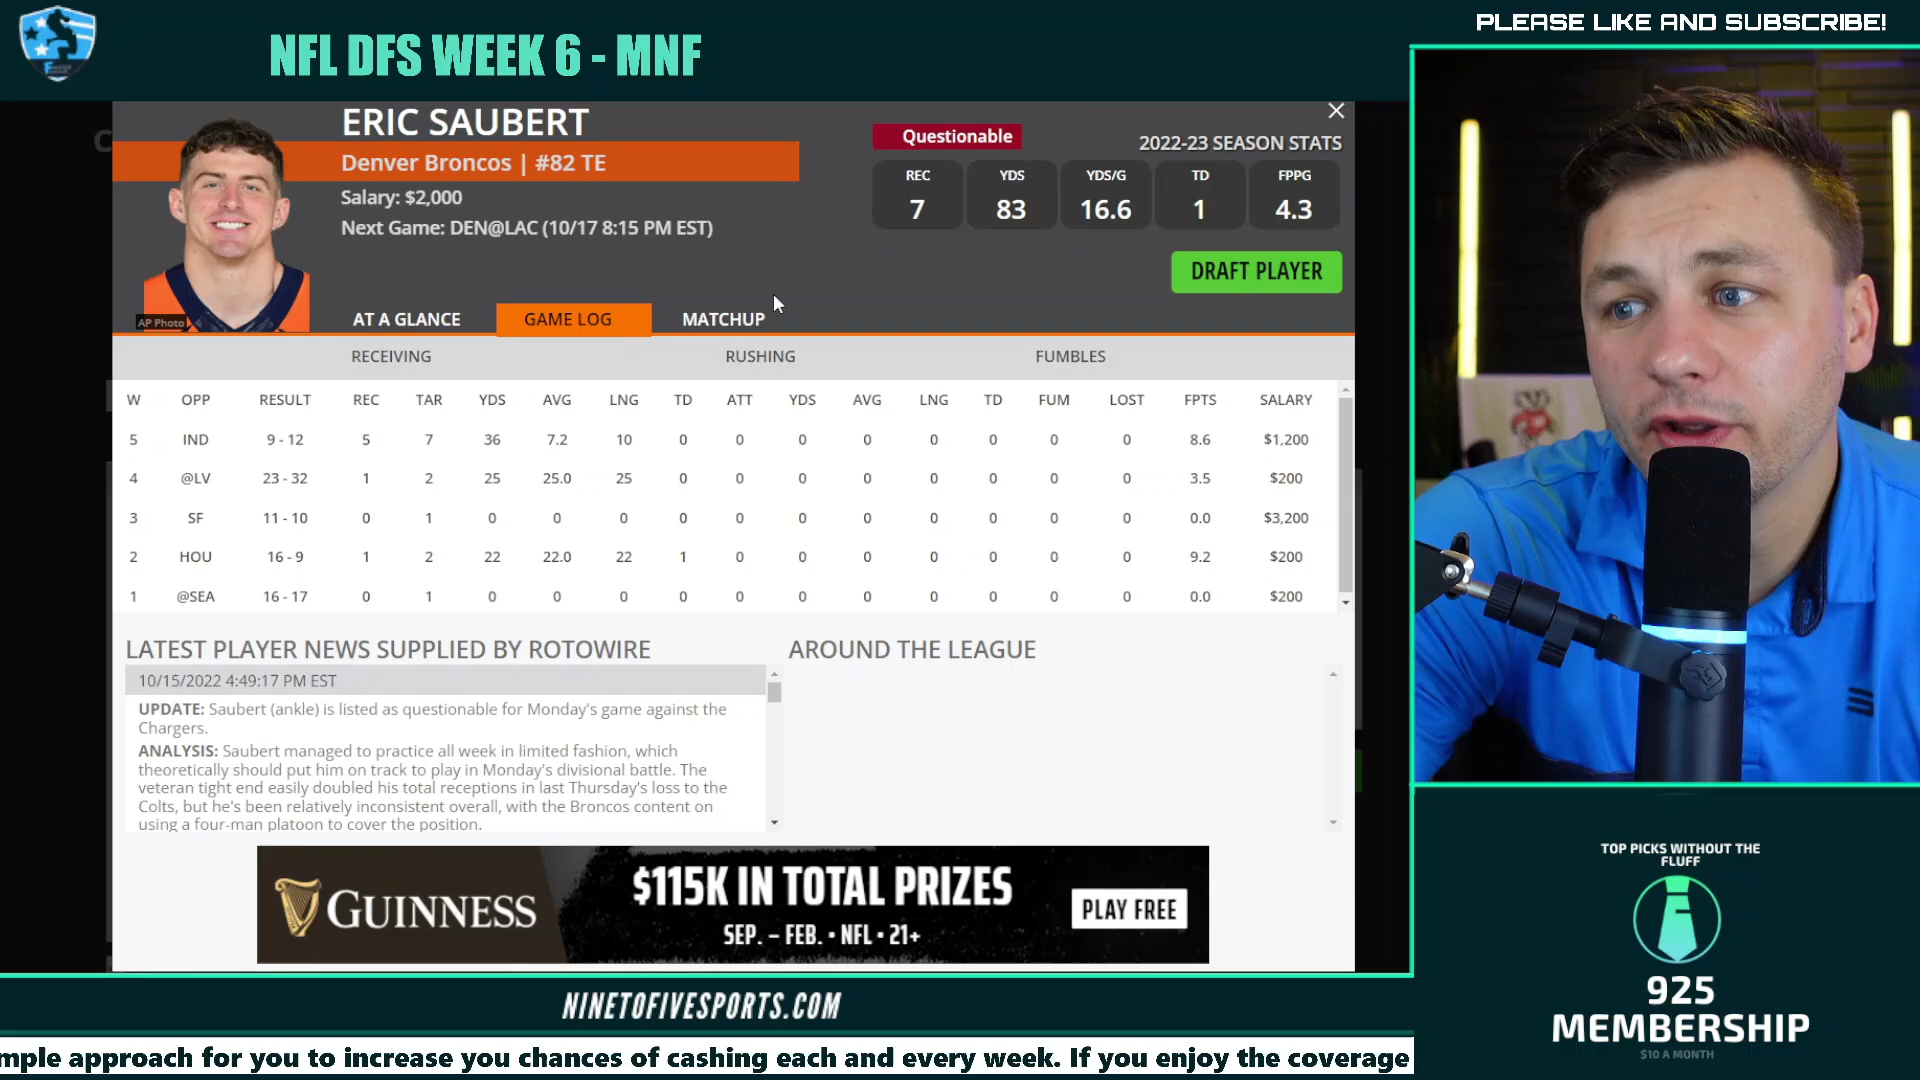 PLEASE LIKE AND SUBSCRIBE!
NFL DFS WEEK 6 - MNF
ERIC SAUBERT
Denver Broncos | #82 TE
Salary: $2,000
Next Game: DEN@LAC (10/17 8:15 PM EST)
AP Photo
Questionable
2022-23 SEASON STATS
REC YDS YDS/G TD FPPG
7 83 16.6 1 4.3
DRAFT PLAYER
AT A GLANCE GAME LOG MATCHUP
RECEIVING RUSHING FUMBLES
W OPP RESULT REC TAR YDS AVG LNG TD ATT YDS AVG LNG TD FUM LOST FPTS SALARY
5 IND 9 - 12 5 7 36 7.2 10 0 0 0 0 0 0 0 0 8.6 $1,200
4 @LV 23 - 32 1 2 25 25.0 25 0 0 0 0 0 0 0 0 3.5 $200
3 SF 11 - 10 0 1 0 0 0 0 0 0 0 0 0 0 0 0.0 $3,200
2 HOU 16 - 9 1 2 22 22.0 22 1 0 0 0 0 0 0 0 9.2 $200
1 @SEA 16 - 17 0 1 0 0 0 0 0 0 0 0 0 0 0 0.0 $200
LATEST PLAYER NEWS SUPPLIED BY ROTOWIRE
AROUND THE LEAGUE
10/15/2022 4:49:17 PM EST
UPDATE: Saubert (ankle) is listed as questionable for Monday's game against the
Chargers.
ANALYSIS: Saubert managed to practice all week in limited fashion, which
theoretically should put him on track to play in Monday's divisional battle. The
veteran tight end easily doubled his total receptions in last Thursday's loss to the
Colts, but he's been relatively inconsistent overall, with the Broncos content on
using a four-man platoon to cover the position.
GUINNESS
$115K IN TOTAL PRIZES
SEP. – FEB. • NFL • 21+
PLAY FREE
TOP PICKS WITHOUT THE
FLUFF
925
MEMBERSHIP
$10 A MONTH
NINETOFIVESPORTS.COM
mple approach for you to increase you chances of cashing each and every week. If you enjoy the coverage